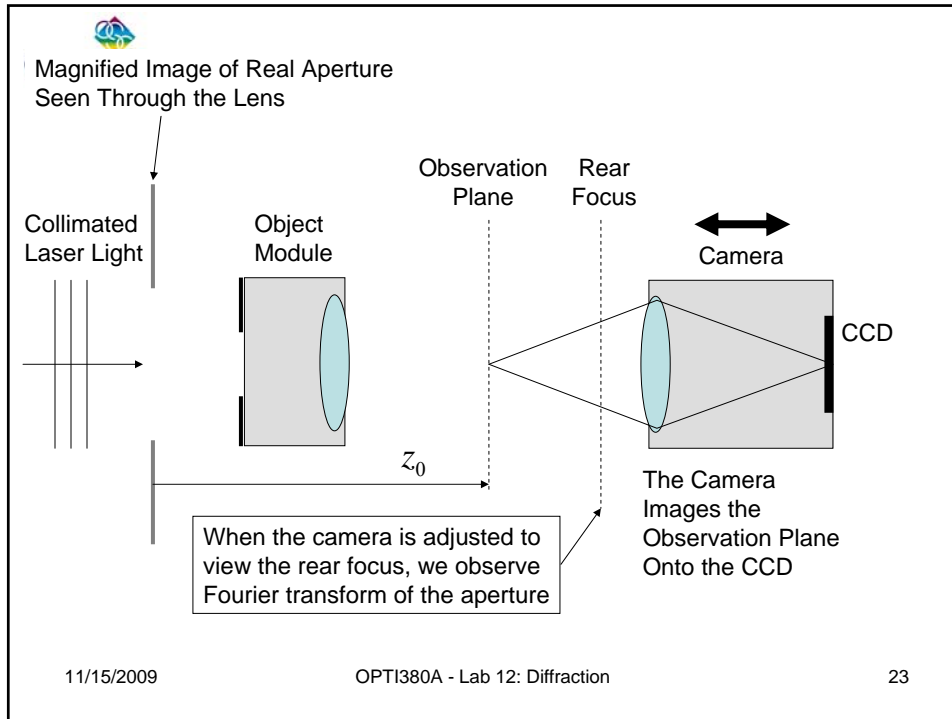 Magnified Image of Real Aperture
Seen Through the Lens
Observation
Plane
Rear
Focus
Collimated
Laser Light
Object
Module
Camera
CCD
z0
When the camera is adjusted to
view the rear focus, we observe
Fourier transform of the aperture
The Camera
Images the
Observation Plane
Onto the CCD
11/15/2009
OPTI380A - Lab 12: Diffraction
23